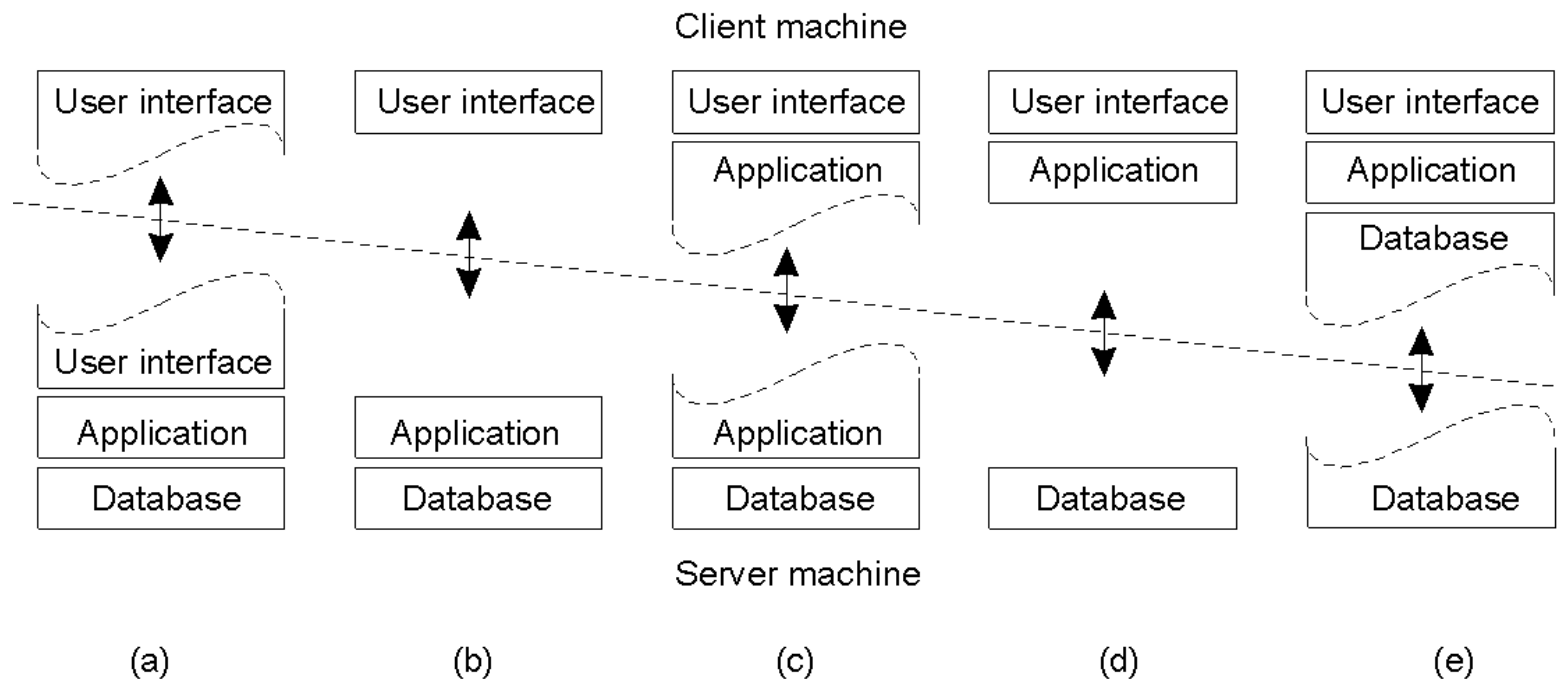 Client machine
User interface
User interface
User interface
User interface
User interface
Application
Application
Application
Database
User interface
Application
Application
Application
Database
Database
Database
Database
Database
Server machine
(a)
(b)
(c)
(d)
(e)